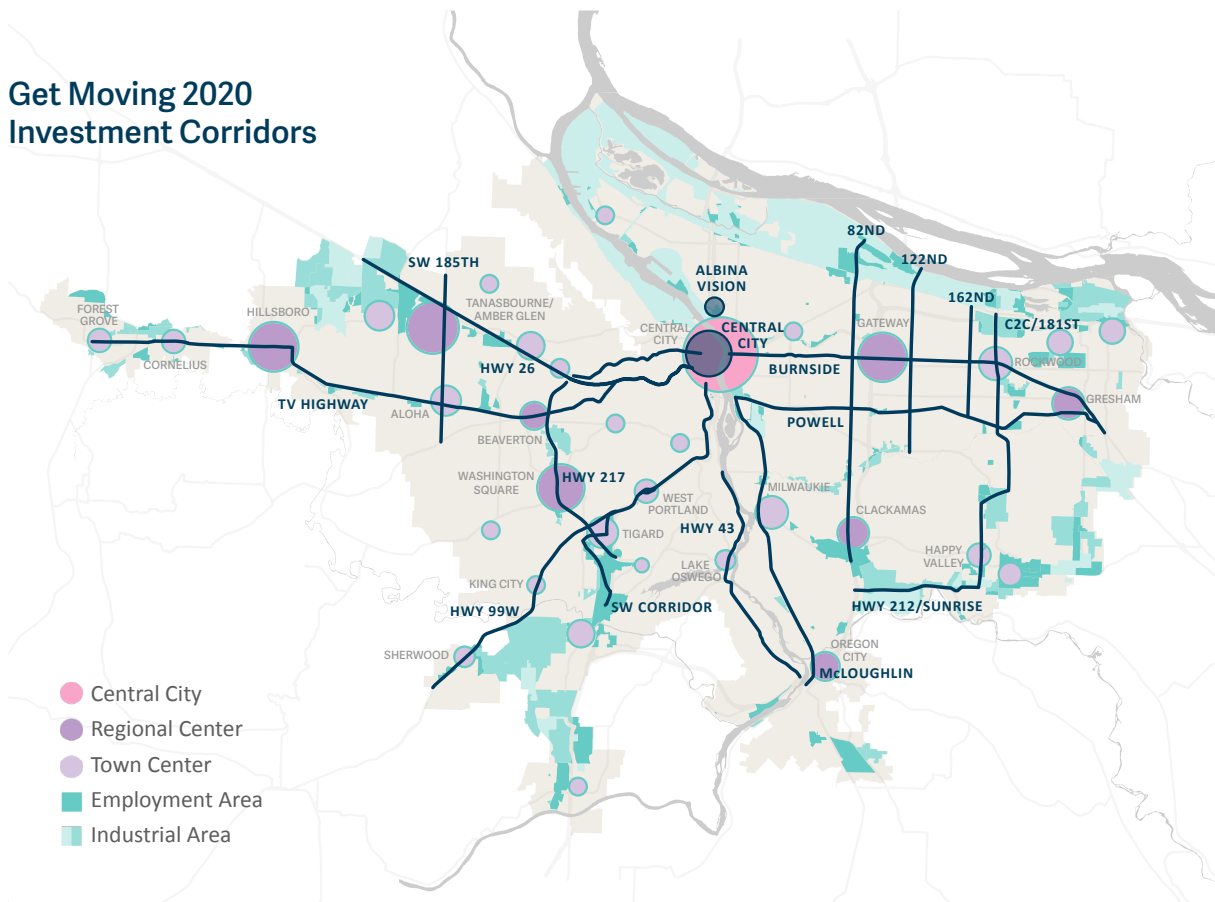 Get Moving 2020
Investment Corridors
82ND
SW 185TH
122ND
ALBINA
VISION
162ND
TANASBOURNE/
AMBER GLEN
FOREST
GROVE
HILLSBORO
C2C/181ST
CENTRAL
CITY
CENTRAL
CITY
GATEWAY
CORNELIUS
HWY 26
BURNSIDE
ROCKWOOD
TV HIGHWAY
ALOHA
GRESHAM
POWELL
BEAVERTON
WASHINGTON
SQUARE
HWY 217
MILWAUKIE
WEST
PORTLAND
CLACKAMAS
HWY 43
TIGARD
HAPPY
VALLEY
LAKE
OSWEGO
KING CITY
HWY 99W
SW CORRIDOR
HWY 212/SUNRISE
SHERWOOD
OREGON
CITY
McLOUGHLIN
Central City
Regional Center
Town Center
Employment Area
Industrial Area